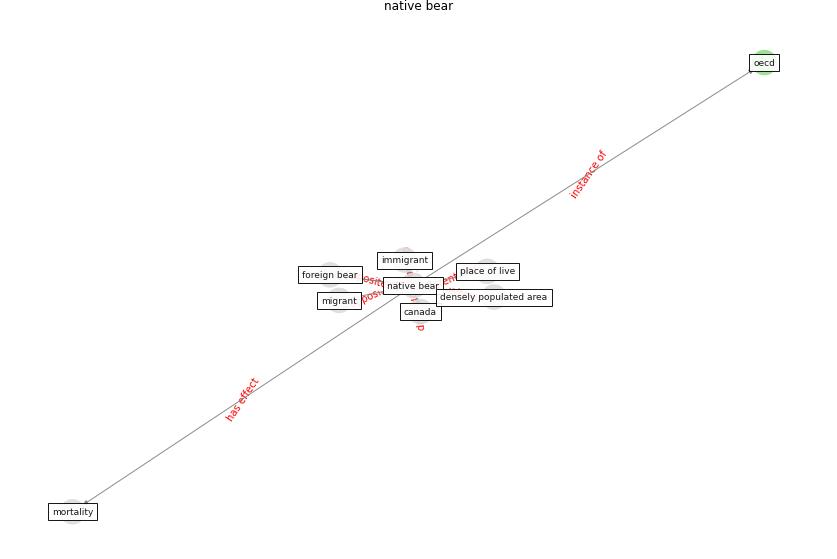 native bear
oecd
instance of
immigrant
foreign bear
place of live
native bear
migrant
densely populated area
canada
has effect
mortality